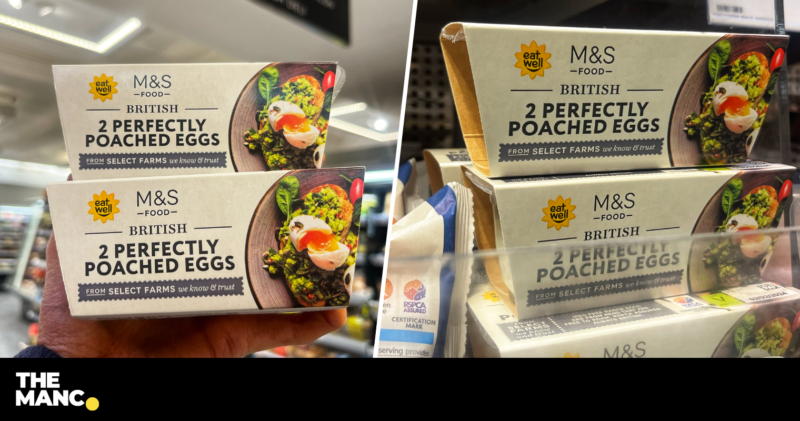 eat well
M&S
FOOD
BRITISH
2 PERFECTLY
POACHED EGGS
FROM SELECT FARMS we know & trust
eat well
M&S
FOOD
BRITISH
2 PERFECTLY
POACHED EGGS
FROM SELECT FARMS we know & trust
eat well
M&S
FOOD
BRITISH
2 PERFECTLY
POACHED EGGS
FROM SELECT FARMS we know & trust
eat well
M&S
FOOD
BRITISH
2 PERFECTLY
POACHED EGGS
FROM SELECT FARMS we know & trust
RSPCA
ASSURED
CERTIFICATION
MARK
serving provide
M&S
THE
MANC.